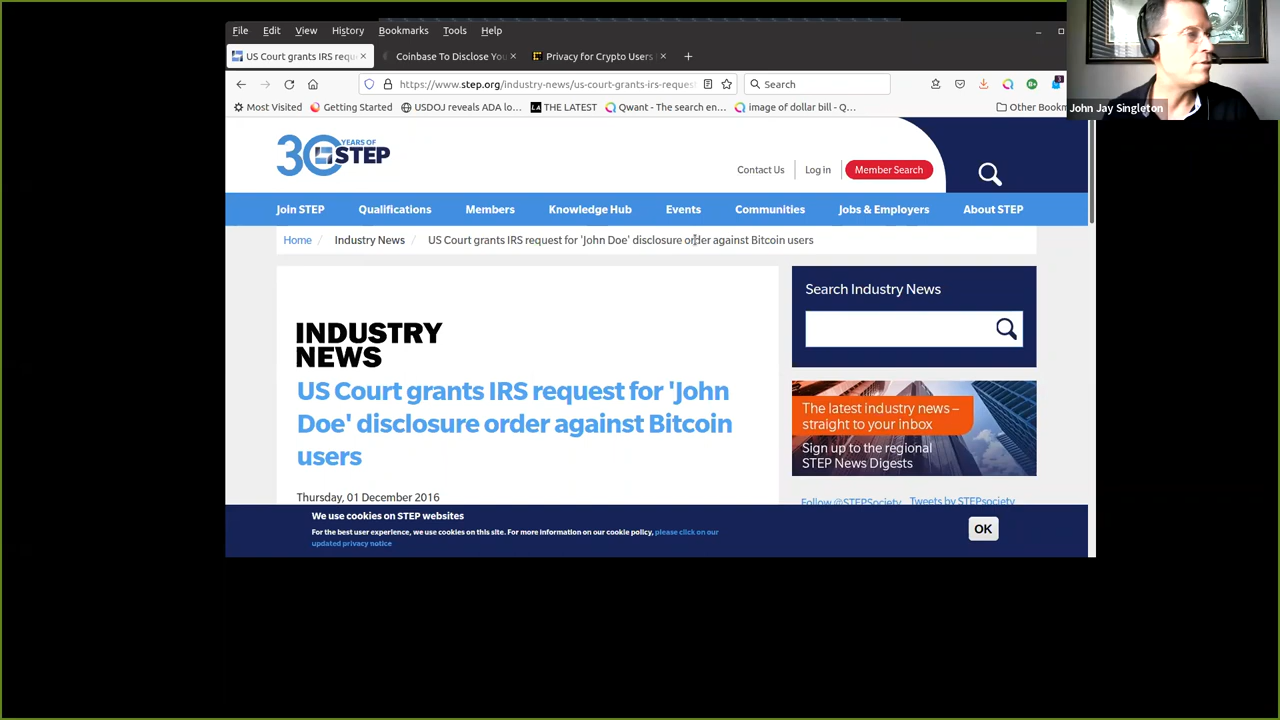 File Edit View History Bookmarks Tools Help
US Court grants IRS requ
Coinbase To Disclose You
Privacy for Crypto Users
https://www.step.org/industry-news/us-court-grants-irs-request
Search
Most Visited
Getting Started
USDOJ reveals ADA lo...
THE LATEST
Qwant - The search en...
image of dollar bill - Q...
Other Bookm
John Jay Singleton
30 YEARS OF STEP
Contact Us
Log in
Member Search
Join STEP
Qualifications
Members
Knowledge Hub
Events
Communities
Jobs & Employers
About STEP
Home / Industry News / US Court grants IRS request for 'John Doe' disclosure order against Bitcoin users
INDUSTRY
NEWS
US Court grants IRS request for 'John
Doe' disclosure order against Bitcoin
users
Thursday, 01 December 2016
Search Industry News
The latest industry news –
straight to your inbox
Sign up to the regional
STEP News Digests
Follow @STEPSociety
Tweets by STEPsociety
We use cookies on STEP websites
For the best user experience, we use cookies on this site. For more information on our cookie policy, please click on our
updated privacy notice
OK